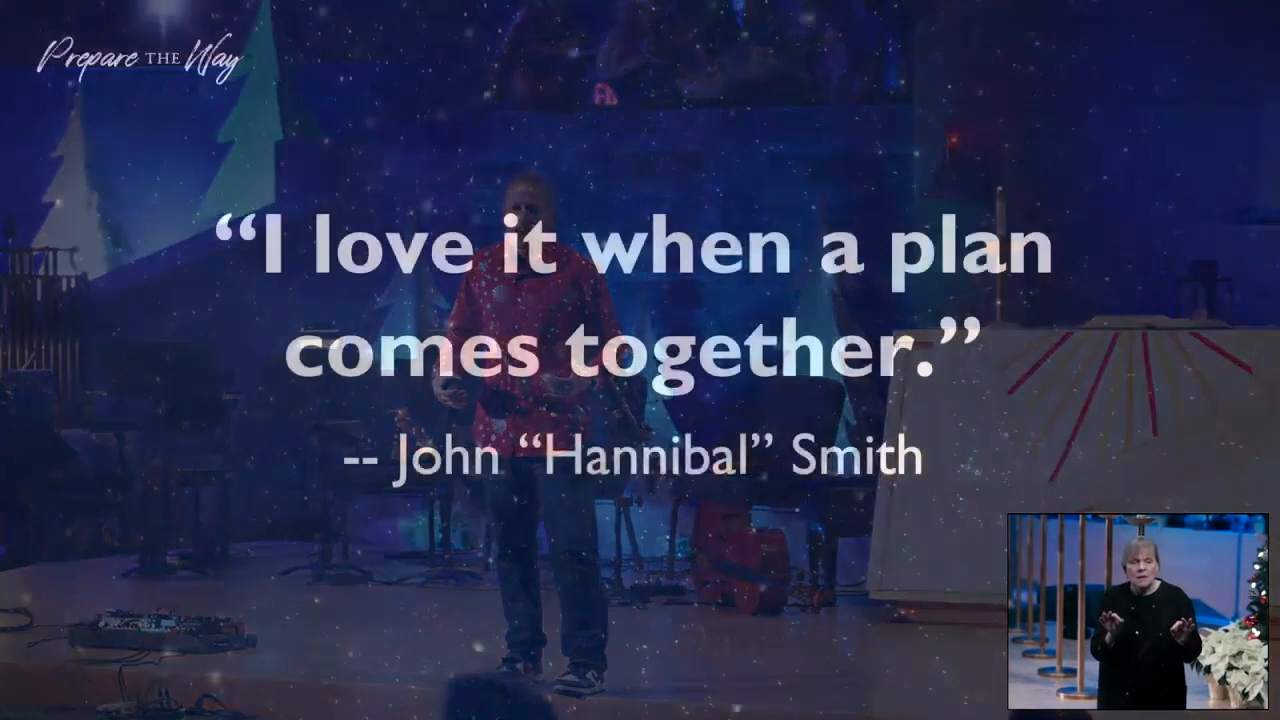 Prepare THE Way
“I love it when a plan
comes together.”
-- John “Hannibal” Smith